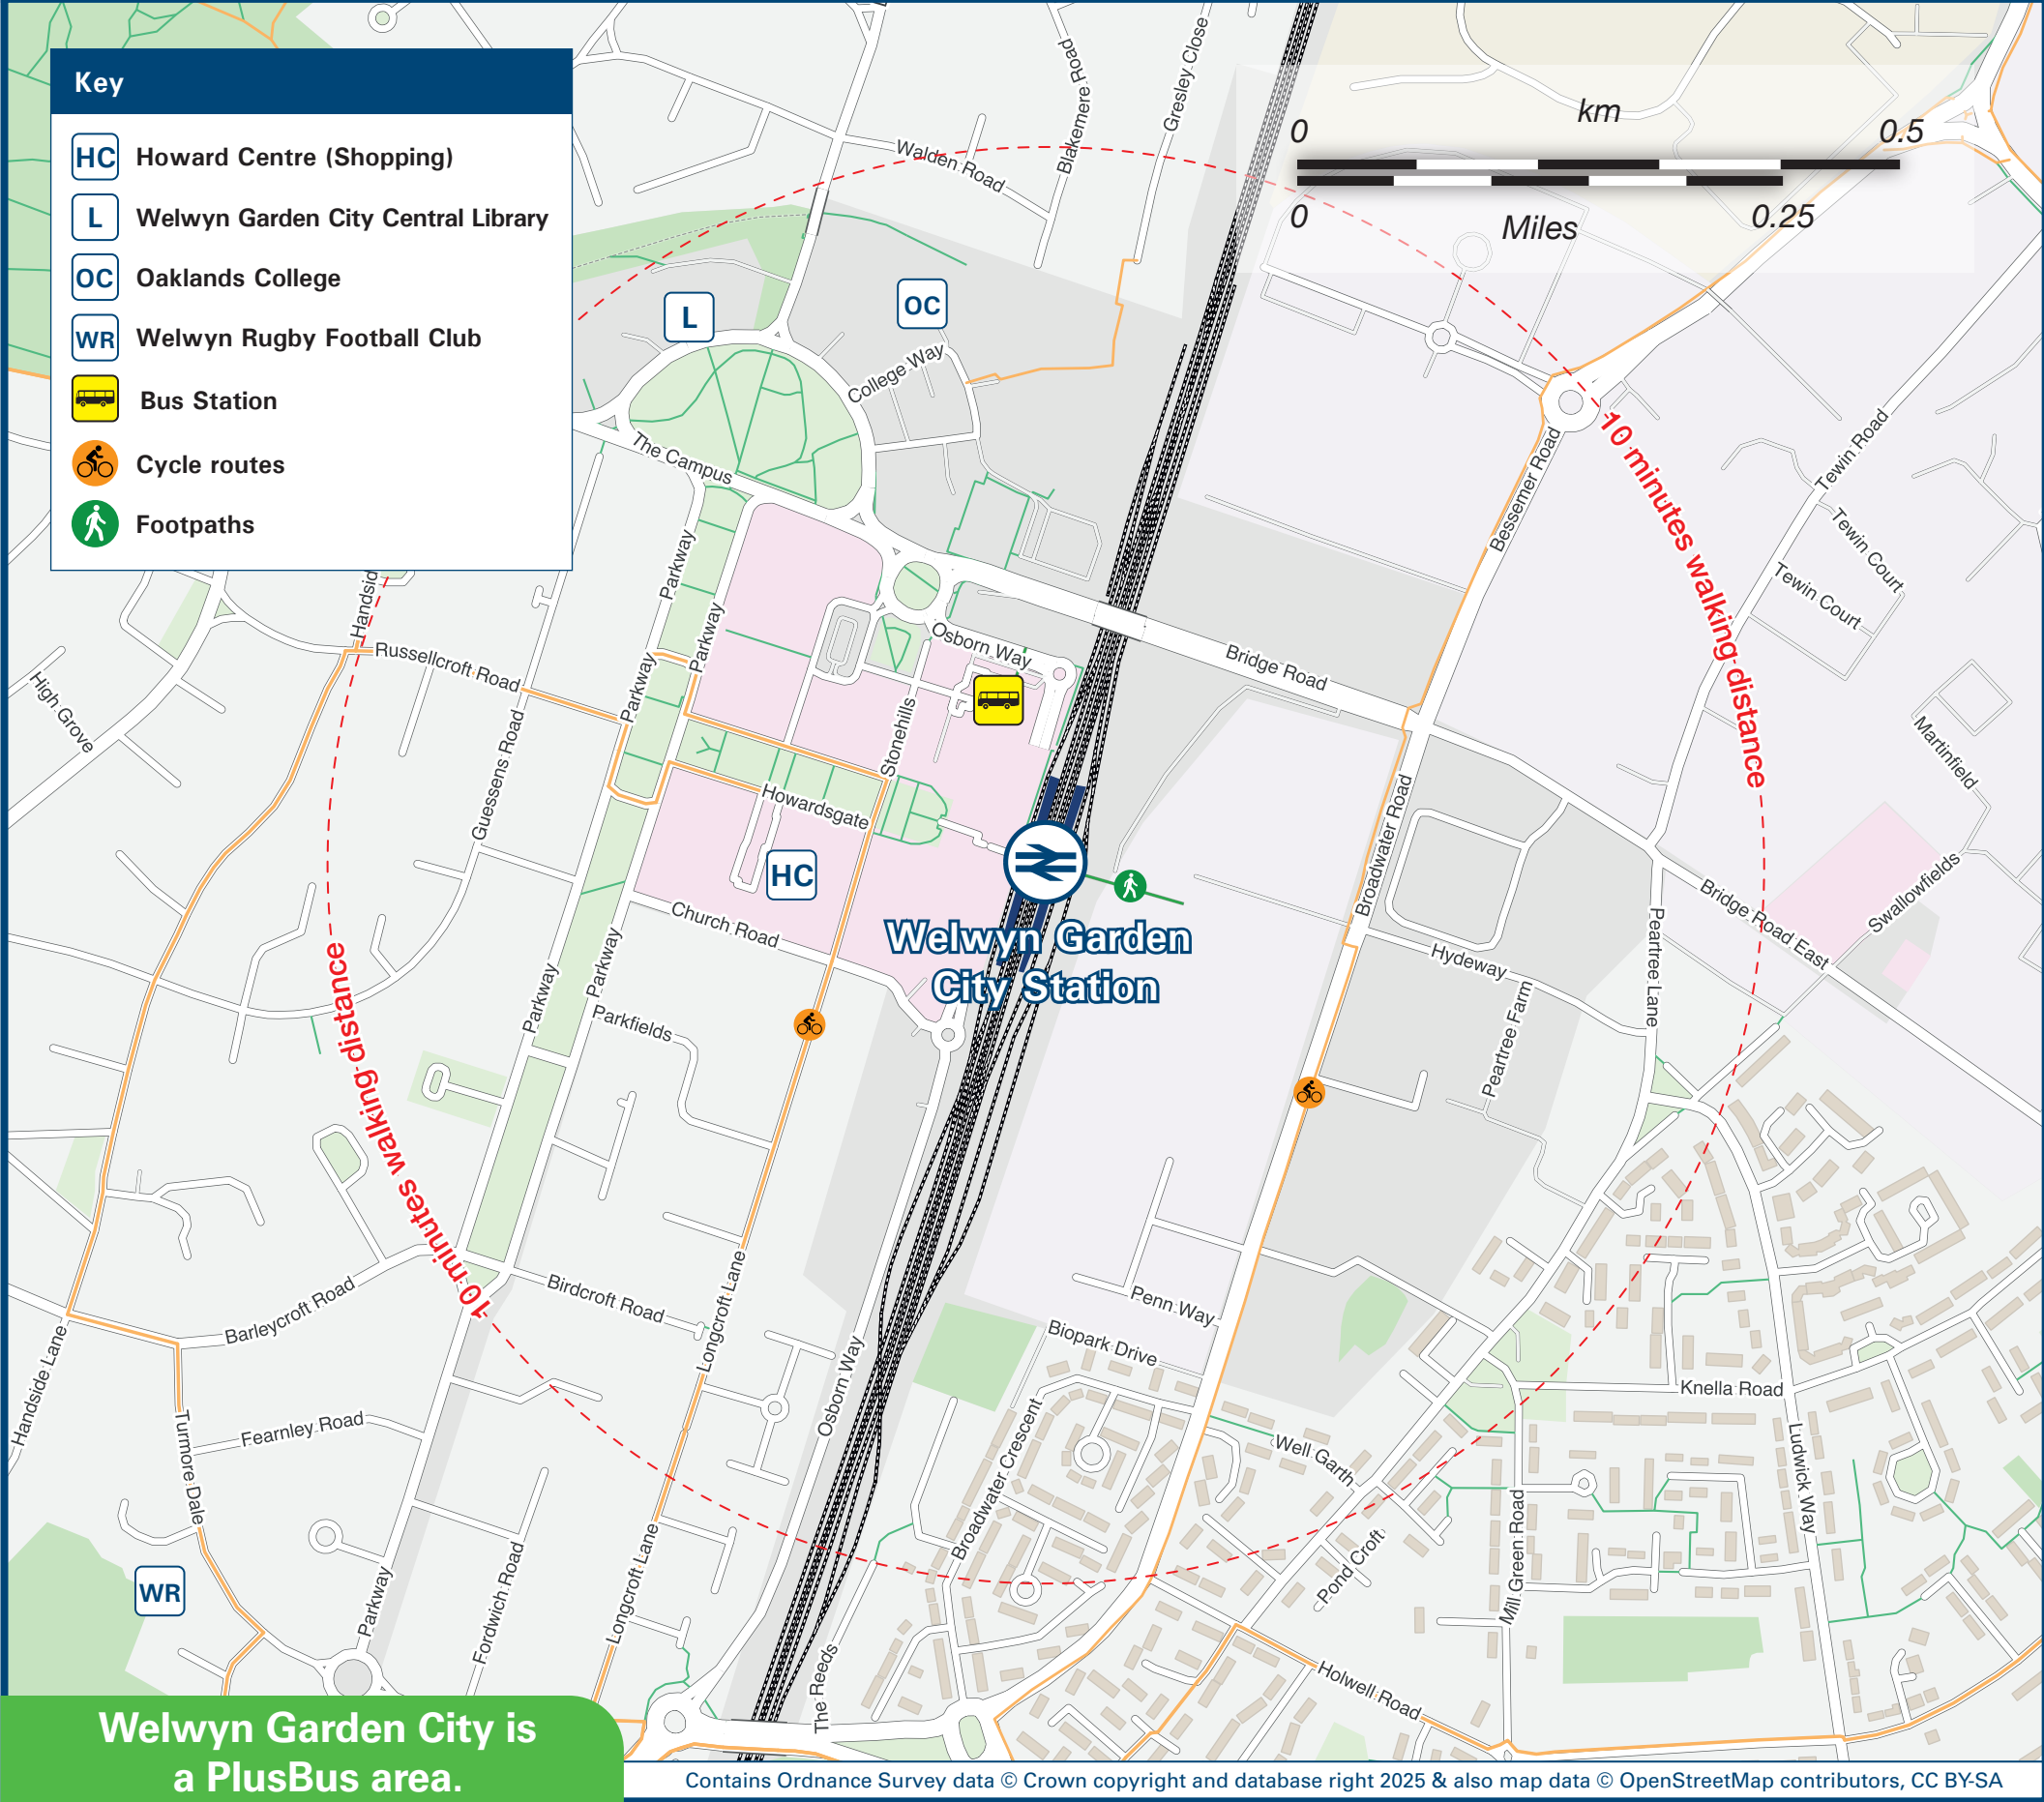 Key
HC Howard Centre (Shopping)
L Welwyn Garden City Central Library
OC Oaklands College
WR Welwyn Rugby Football Club
Bus Station
Cycle routes
Footpaths
km
0 0.5
0 0.25
Miles
Blakemere Road
Gresley Close
Walden Road
L
OC
College Way
The Campus
Bessemer Road
10 minutes walking distance
Tewin Road
Tewin Court
Tewin Court
Handsid
Parkway
Parkway
Parkway
Osborn Way
Bridge Road
Russellcroft Road
High Grove
Guessens Road
Stonehills
Martinfield
Howardsgate
HC
Broadwater Road
Swallowfields
Bridge Road East
Church Road
Welwyn Garden
City Station
Hydeway
Peartree Lane
Peartree Farm
10 minutes walking distance
Parkway
Parkway
Parkfields
Barleycroft Road
Birdcroft Road
Longcroft Lane
Penn Way
Biopark Drive
Osborn Way
Handside Lane
Knella Road
Turmore Dale
Fearnley Road
Broadwater Crescent
Well Garth
Ludwick Way
Mill Green Road
Pond Croft
WR
Parkway
Fordwich Road
Longcroft Lane
The Reeds
Holwell Road
Welwyn Garden City is
a PlusBus area.
Contains Ordnance Survey data © Crown copyright and database right 2025 & also map data © OpenStreetMap contributors, CC BY-SA